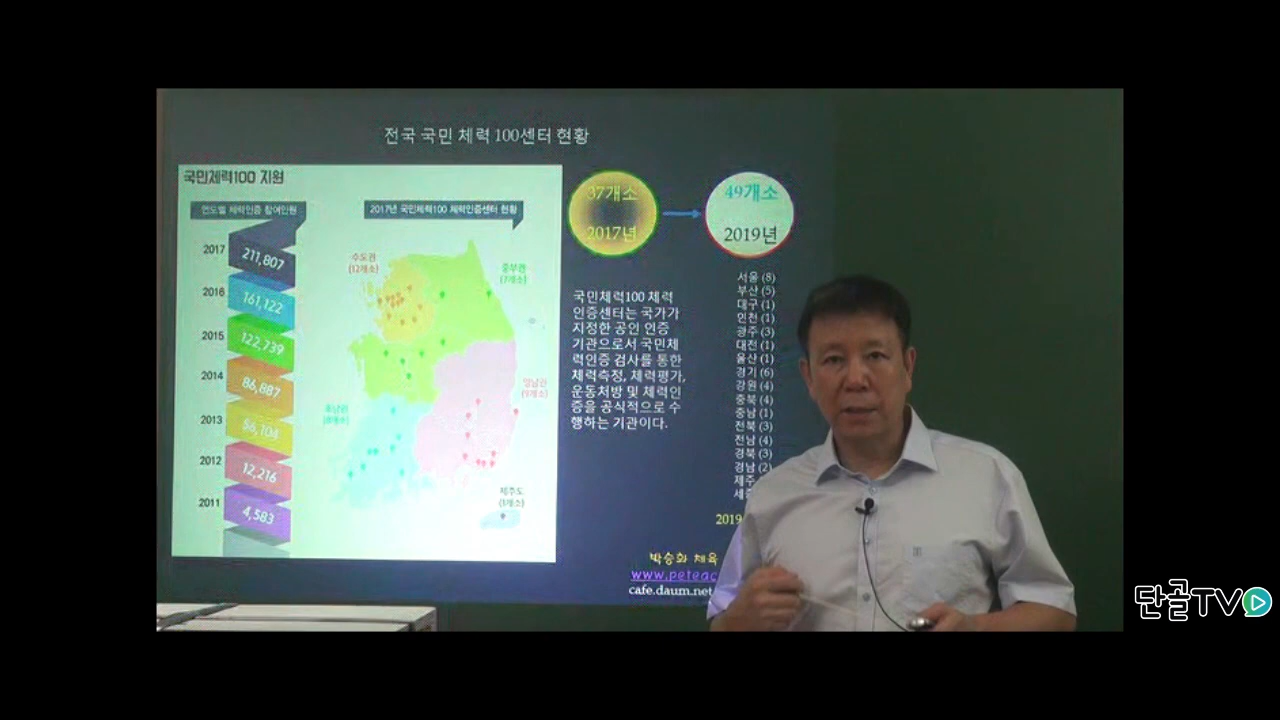 전국 국민 체력 100센터 현황
국민체력100 지원
연도별 체력인증 참여인원
2017년 국민체력100 체력인증센터 현황
2017
211,807
2016
161,122
2015
122,739
2014
86,887
2013
56,104
2012
12,216
2011
4,583
수도권
(12개소)
중부권
(7개소)
영남권
(9개소)
호남권
(8개소)
제주도
(1개소)
37개소
2017년
49개소
2019년
국민체력100 체력
인증센터는 국가가
지정한 공인 인증
기관으로서 국민체
력인증 검사를 통한
체력측정, 체력평가,
운동처방 및 체력인
증을 공식적으로 수
행하는 기관이다.
서울 (8)
부산 (5)
대구 (1)
인천 (1)
광주 (3)
대전 (1)
울산 (1)
경기 (6)
강원 (4)
충북 (4)
충남 (1)
전북 (3)
전남 (4)
경북 (3)
경남 (2)
제주
세종
2019
박승화 체육
www.peteac
cafe.daum.net
단골TV